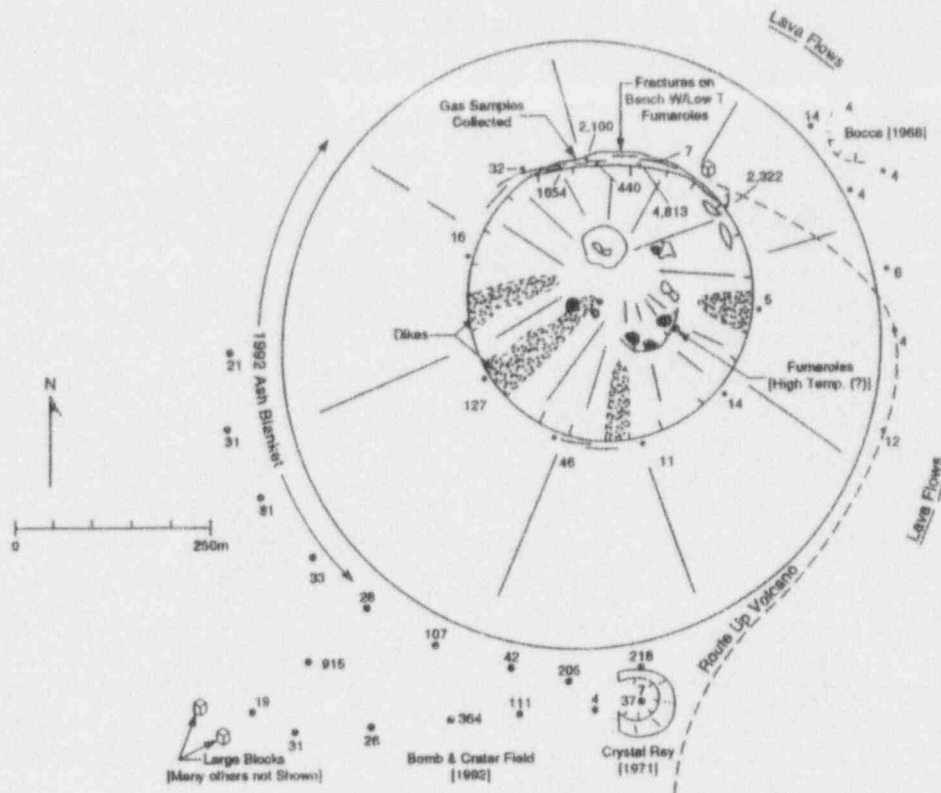 Lava Flows
Fractures on
Bench W/Low T
Fumaroles
Gas Samples
Collected
2,100
7
32
1654
440
4,813
2,322
14
4
Bocca [1968]
4
4
16
6
5
4
Dikes
1992 Ash Blanket
21
N
127
Fumaroles
[High Temp. (?)]
14
12
31
46
11
Lava Flows
81
0
250m
33
28
Route Up Volcano
107
42
206
218
915
7
37
19
364
111
4
31
26
Large Blocks
[Many others not Shown]
Bomb & Crater Field
[1992]
Crystal Ray
[1971]